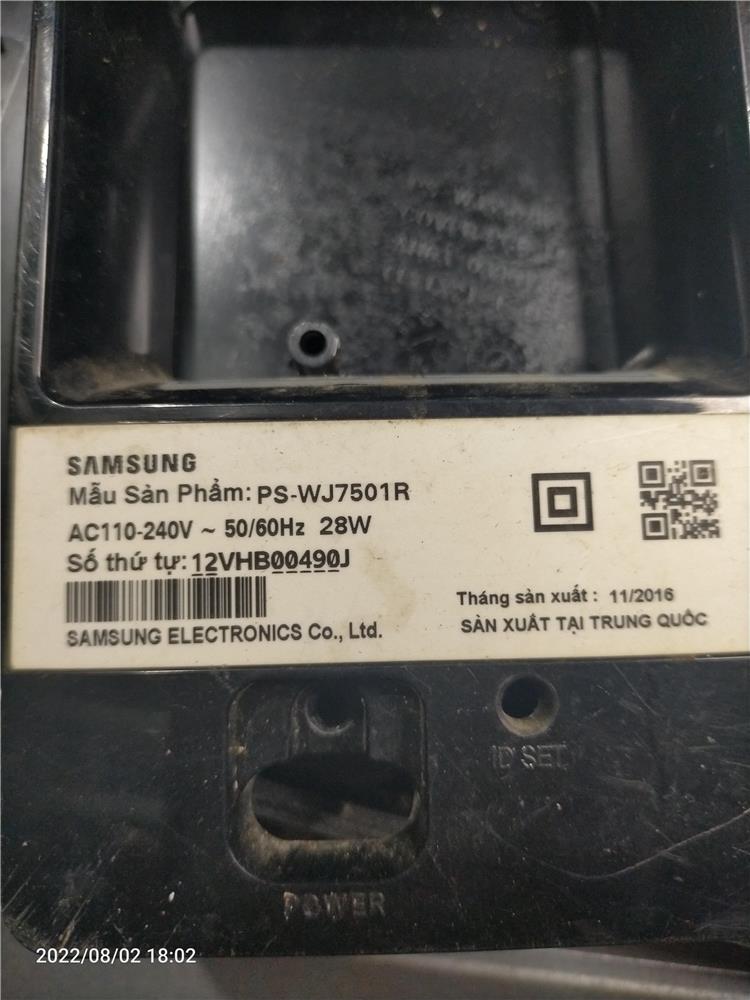 SAMSUNG
Mẫu Sản Phẩm: PS-WJ7501R
AC110-240V ~ 50/60Hz 28W
Số thứ tự: 12VHB00490J
SAMSUNG ELECTRONICS Co., Ltd.
Tháng sản xuất : 11/2016
SẢN XUẤT TẠI TRUNG QUỐC
ID SET
POWER
2022/08/02 18:02